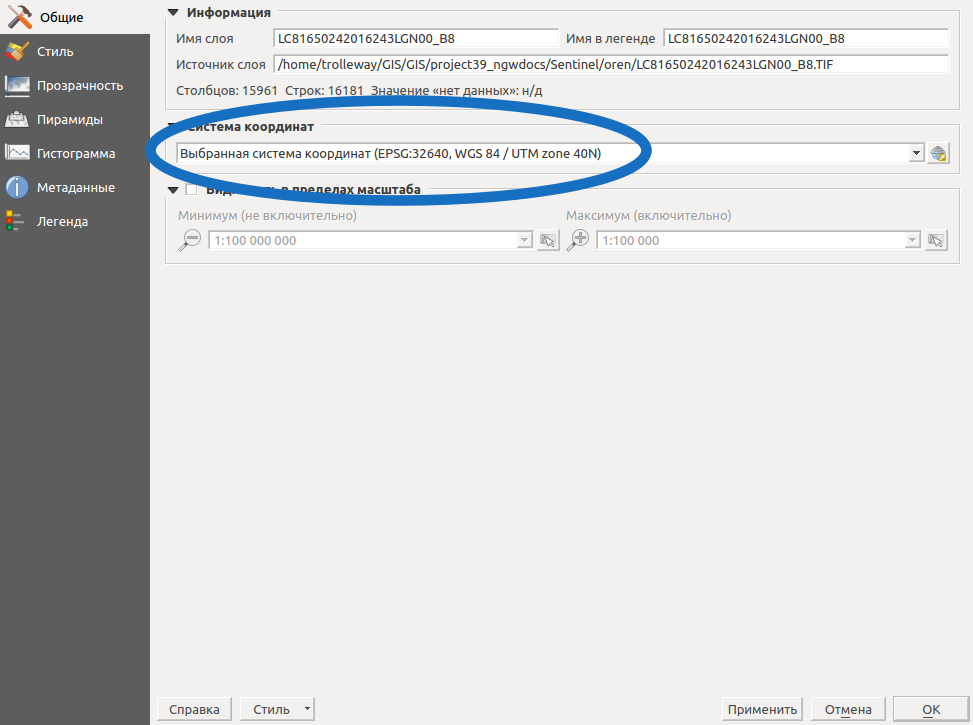 Общие
Стиль
Прозрачность
Пирамиды
Гистограмма
Метаданные
Легенда
Информация
Имя слоя LC81650242016243LGN00_B8 Имя в легенде LC81650242016243LGN00_B8
Источник слоя /home/trolleway/GIS/GIS/project39_ngwdocs/Sentinel/oren/LC81650242016243LGN00_B8.TIF
Столбцов: 15961 Строк: 16181 Значение «нет данных»: н/д
Система координат
Выбранная система координат (EPSG:32640, WGS 84 / UTM zone 40N)
в пределах масштаба
Минимум (не включительно) Максимум (включительно)
1:100 000 000 1:100 000
Справка Стиль Применить Отмена OK